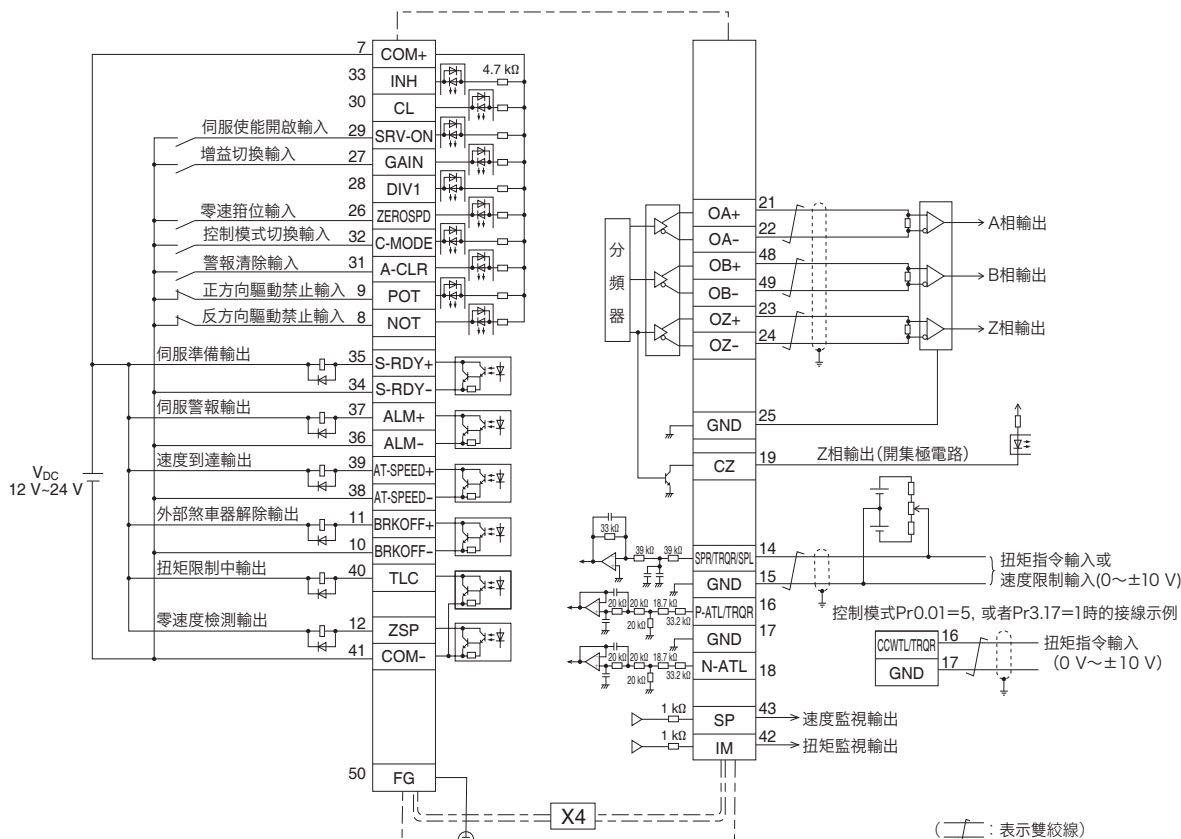 7 COM+
33 INH 4.7 kΩ
30 CL
伺服使能開啟輸入 29 SRV-ON
增益切換輸入 27 GAIN
28 DIV1
零速箝位輸入 26 ZEROSPD
控制模式切換輸入 32 C-MODE
警報清除輸入 31 A-CLR
正方向驅動禁止輸入 9 POT
反方向驅動禁止輸入 8 NOT
伺服準備輸出 35 S-RDY+
34 S-RDY-
伺服警報輸出 37 ALM+
36 ALM-
速度到達輸出 39 AT-SPEED+
38 AT-SPEED-
外部煞車器解除輸出 11 BRKOFF+
10 BRKOFF-
扭矩限制中輸出 40 TLC
零速度檢測輸出 12 ZSP
41 COM-
50 FG
VDC
12 V~24 V
X4
分頻器
OA+ 21
OA- 22
A相輸出
OB+ 48
OB- 49
B相輸出
OZ+ 23
OZ- 24
Z相輸出
GND 25
CZ 19 Z相輸出(開集極電路)
33 kΩ
39 kΩ 39 kΩ
SPR/TRQR/SPL 14
GND 15
扭矩指令輸入或
速度限制輸入(0～±10 V)
20 kΩ 20 kΩ 18.7 kΩ
20 kΩ 33.2 kΩ
P-ATL/TRQR 16
GND 17
20 kΩ 20 kΩ 18.7 kΩ
20 kΩ 33.2 kΩ
N-ATL 18
控制模式Pr0.01=5, 或者Pr3.17=1時的接線示例
CCWTL/TRQR 16
GND 17
扭矩指令輸入
(0 V～±10 V)
1 kΩ SP 43 速度監視輸出
1 kΩ IM 42 扭矩監視輸出
( : 表示雙絞線)